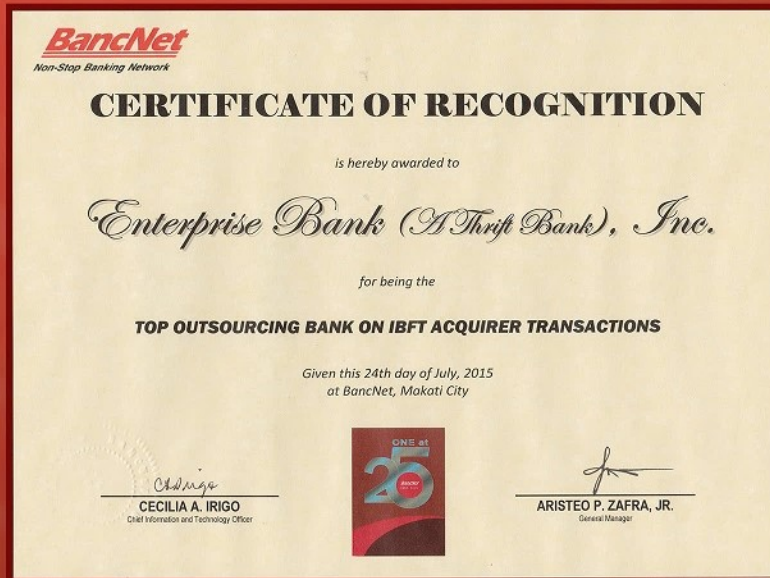 BancNet
Non-Stop Banking Network
CERTIFICATE OF RECOGNITION
is hereby awarded to
Enterprise Bank (A Thrift Bank), Inc.
for being the
TOP OUTSOURCING BANK ON IBFT ACQUIRER TRANSACTIONS
Given this 24th day of July, 2015
at BancNet, Makati City
ONE at
25
BancNet
CECILIA A. IRIGO
Chief Information and Technology Officer
ARISTEO P. ZAFRA, JR.
General Manager